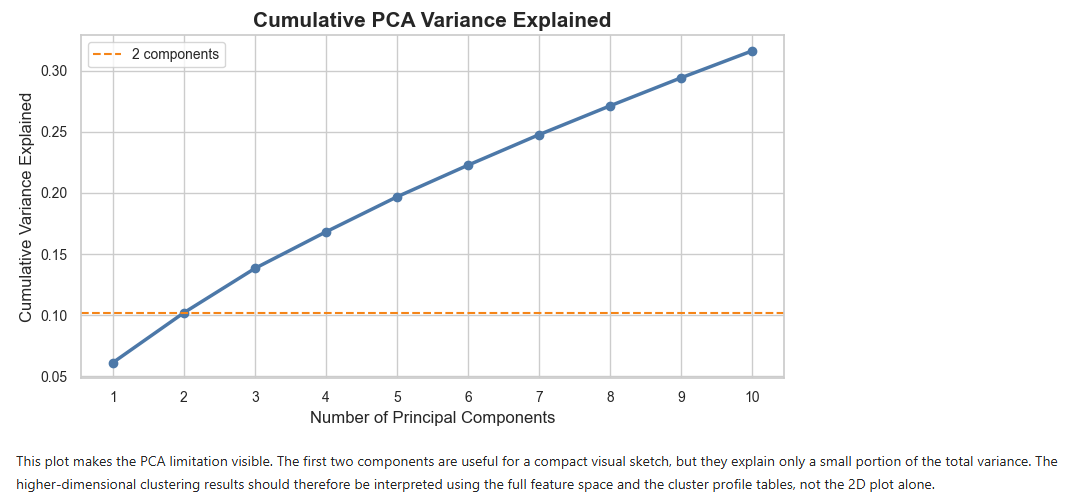 Cumulative PCA Variance Explained
2 components
Cumulative Variance Explained
0.30
0.25
0.20
0.15
0.10
0.05
1 2 3 4 5 6 7 8 9 10
Number of Principal Components
This plot makes the PCA limitation visible. The first two components are useful for a compact visual sketch, but they explain only a small portion of the total variance. The
higher-dimensional clustering results should therefore be interpreted using the full feature space and the cluster profile tables, not the 2D plot alone.